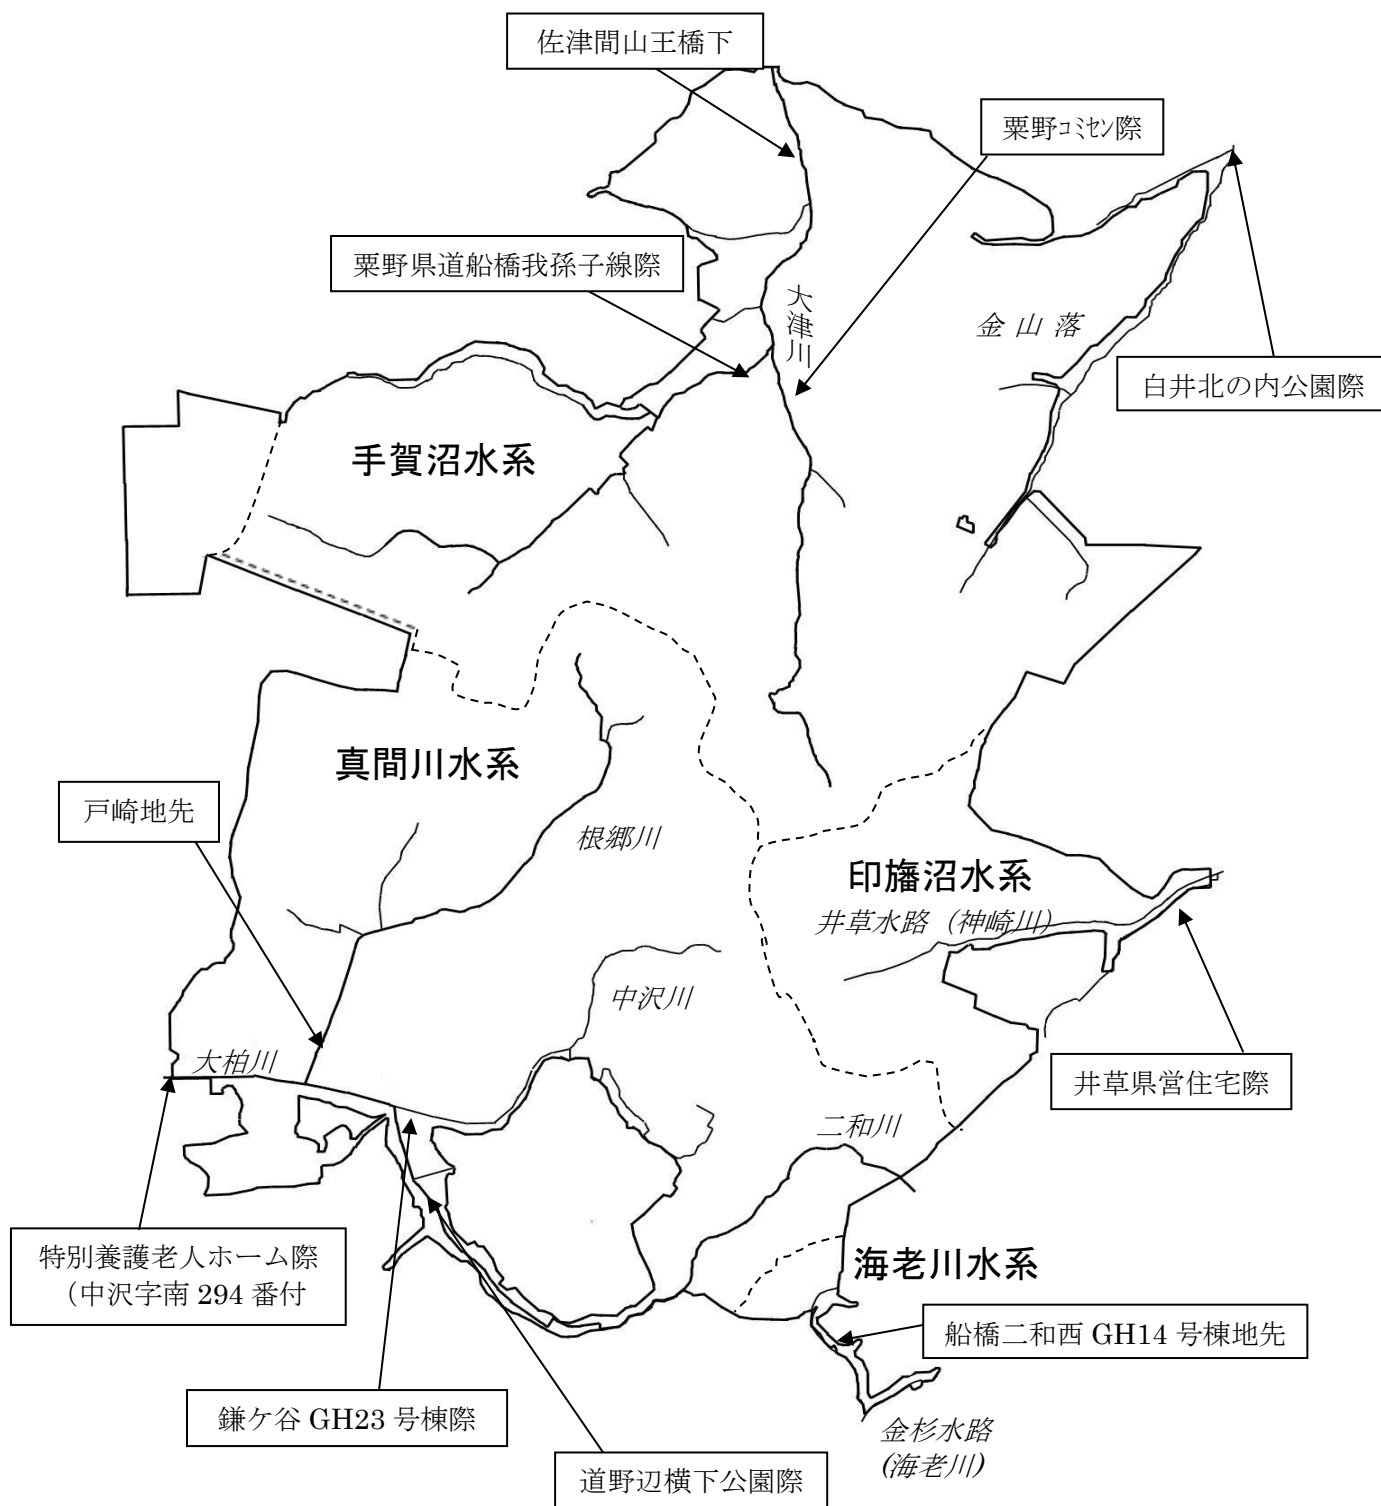 佐津間山王橋下
粟野ｺﾐｾﾝ際
粟野県道船橋我孫子線際
大津川
金山落
白井北の内公園際
手賀沼水系
真間川水系
戸崎地先
根郷川
印旛沼水系
井草水路（神崎川）
中沢川
大柏川
井草県営住宅際
二和川
特別養護老人ホーム際
（中沢字南 294 番付
海老川水系
船橋二和西 GH14 号棟地先
鎌ケ谷 GH23 号棟際
金杉水路
(海老川)
道野辺横下公園際